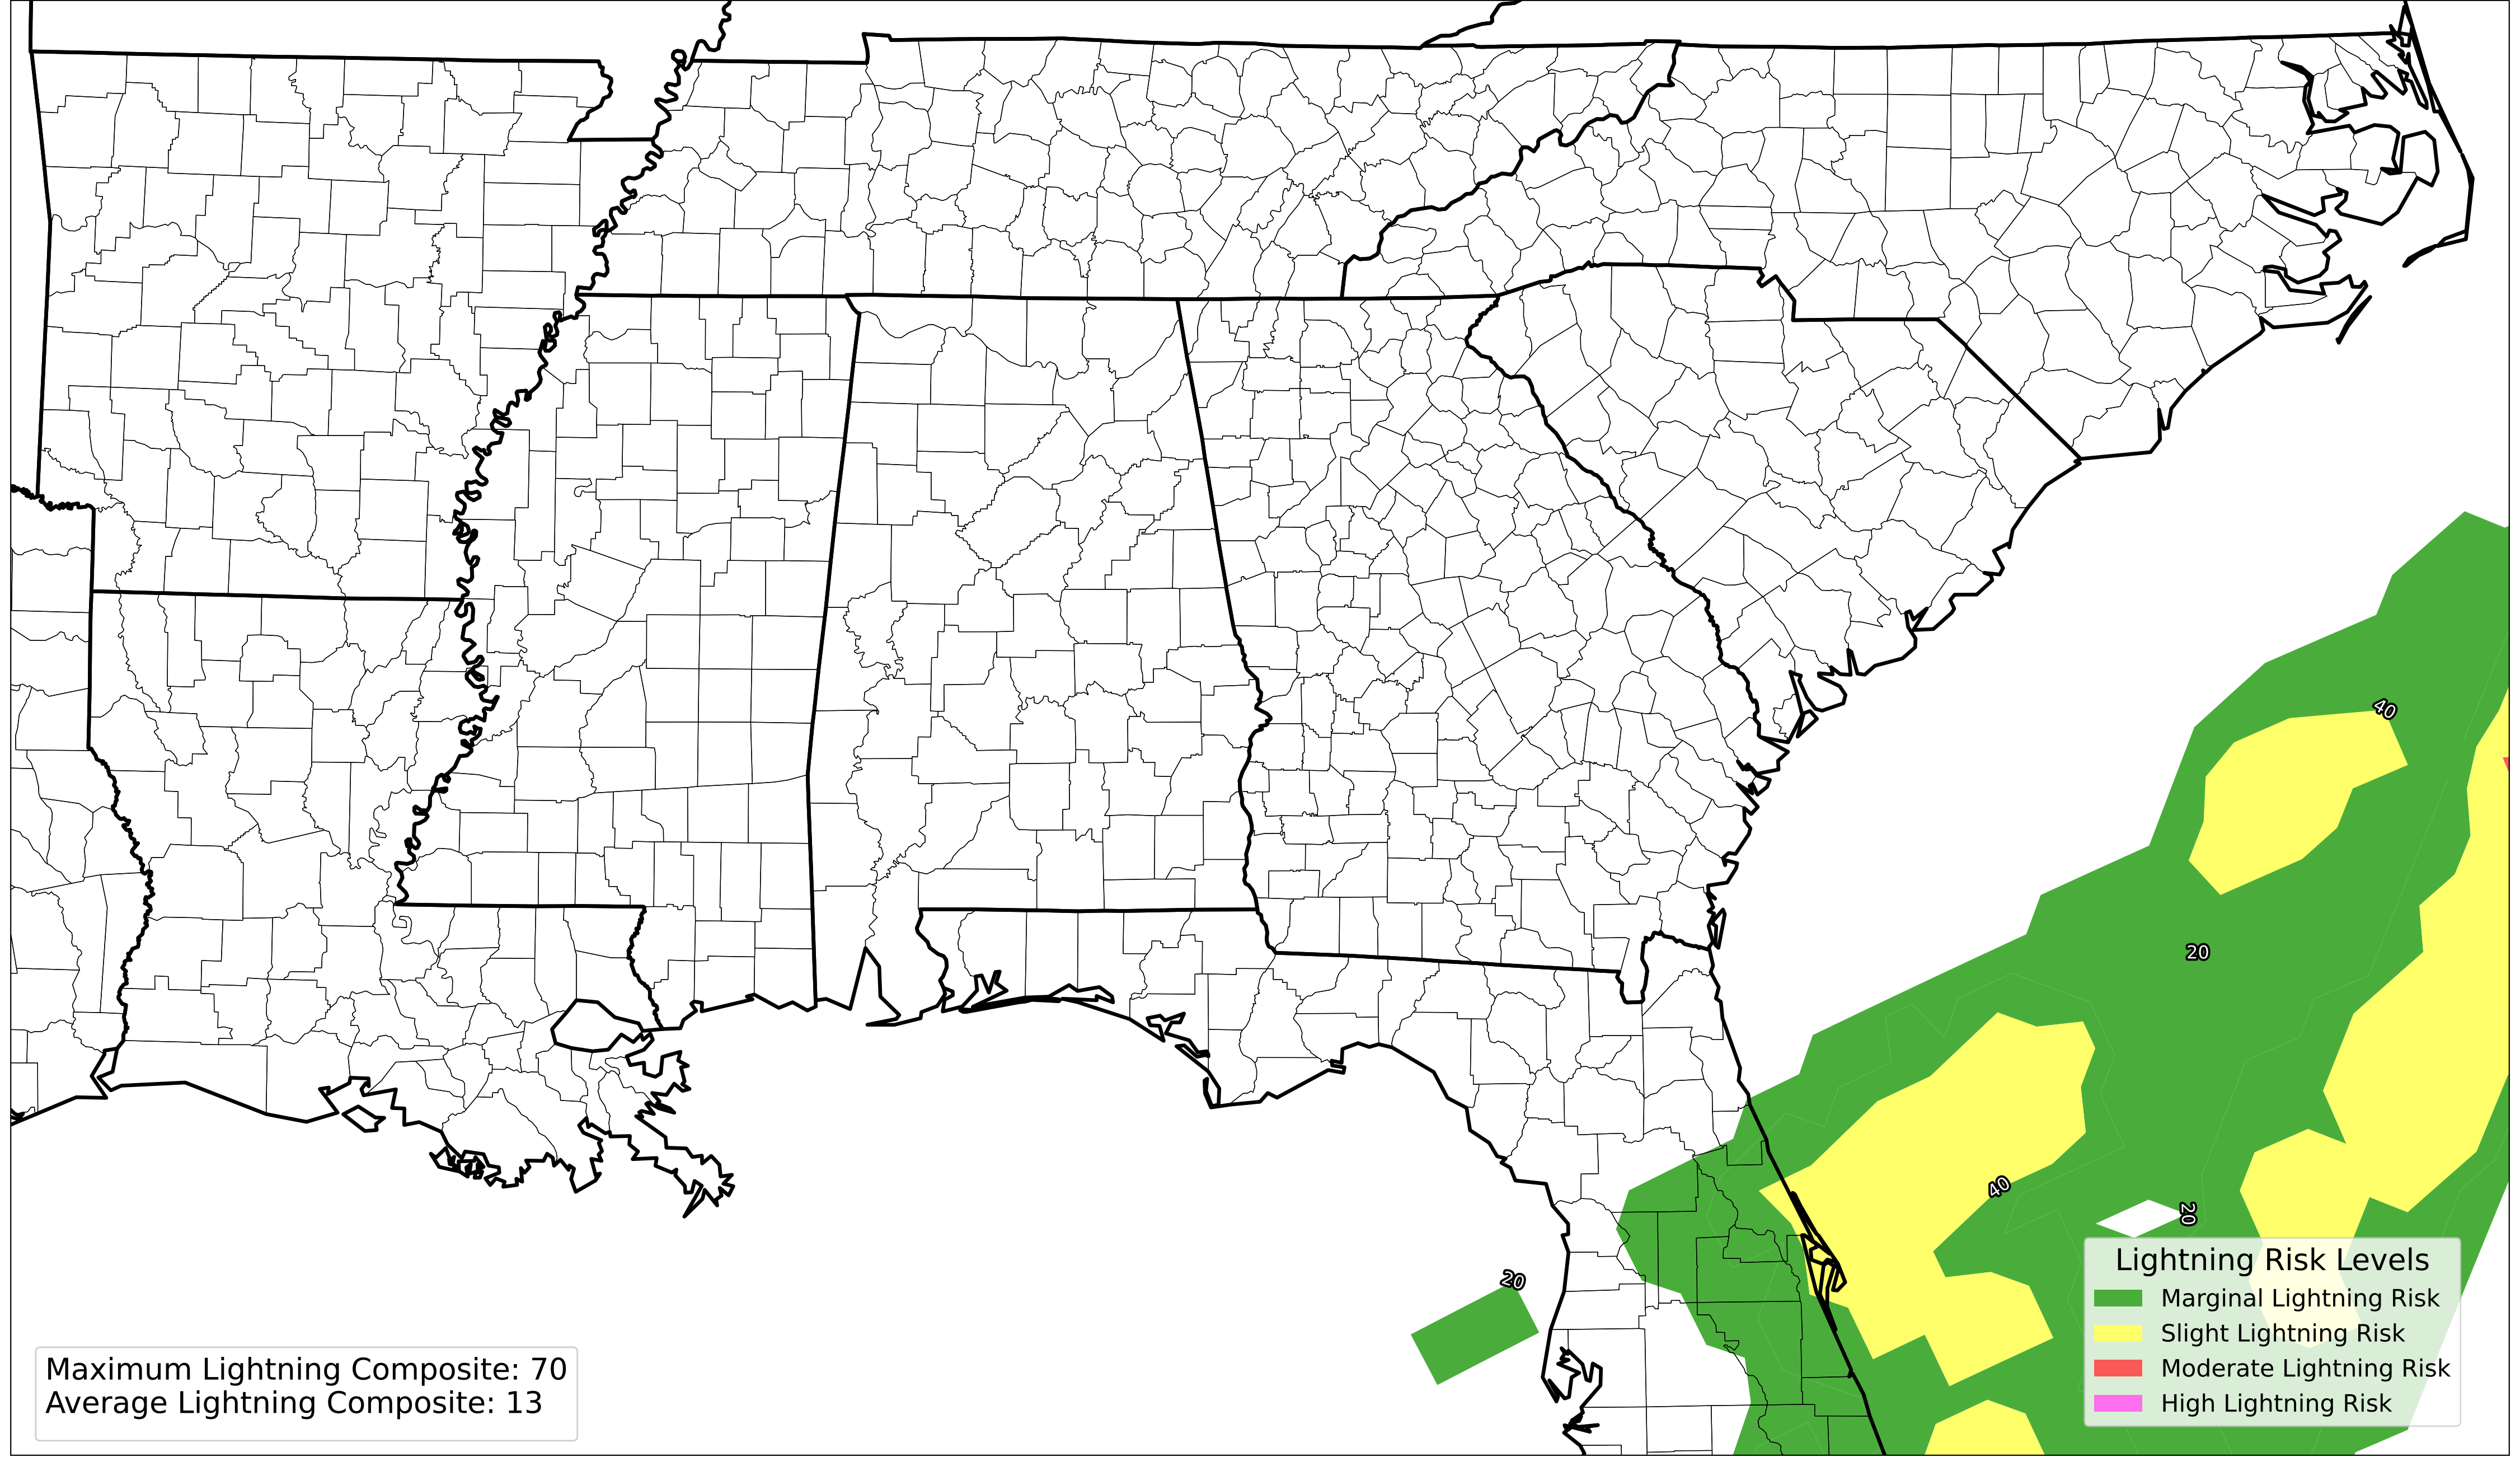 40
20
40
20
20
Lightning Risk Levels
Marginal Lightning Risk
Slight Lightning Risk
Moderate Lightning Risk
High Lightning Risk
Maximum Lightning Composite: 70
Average Lightning Composite: 13